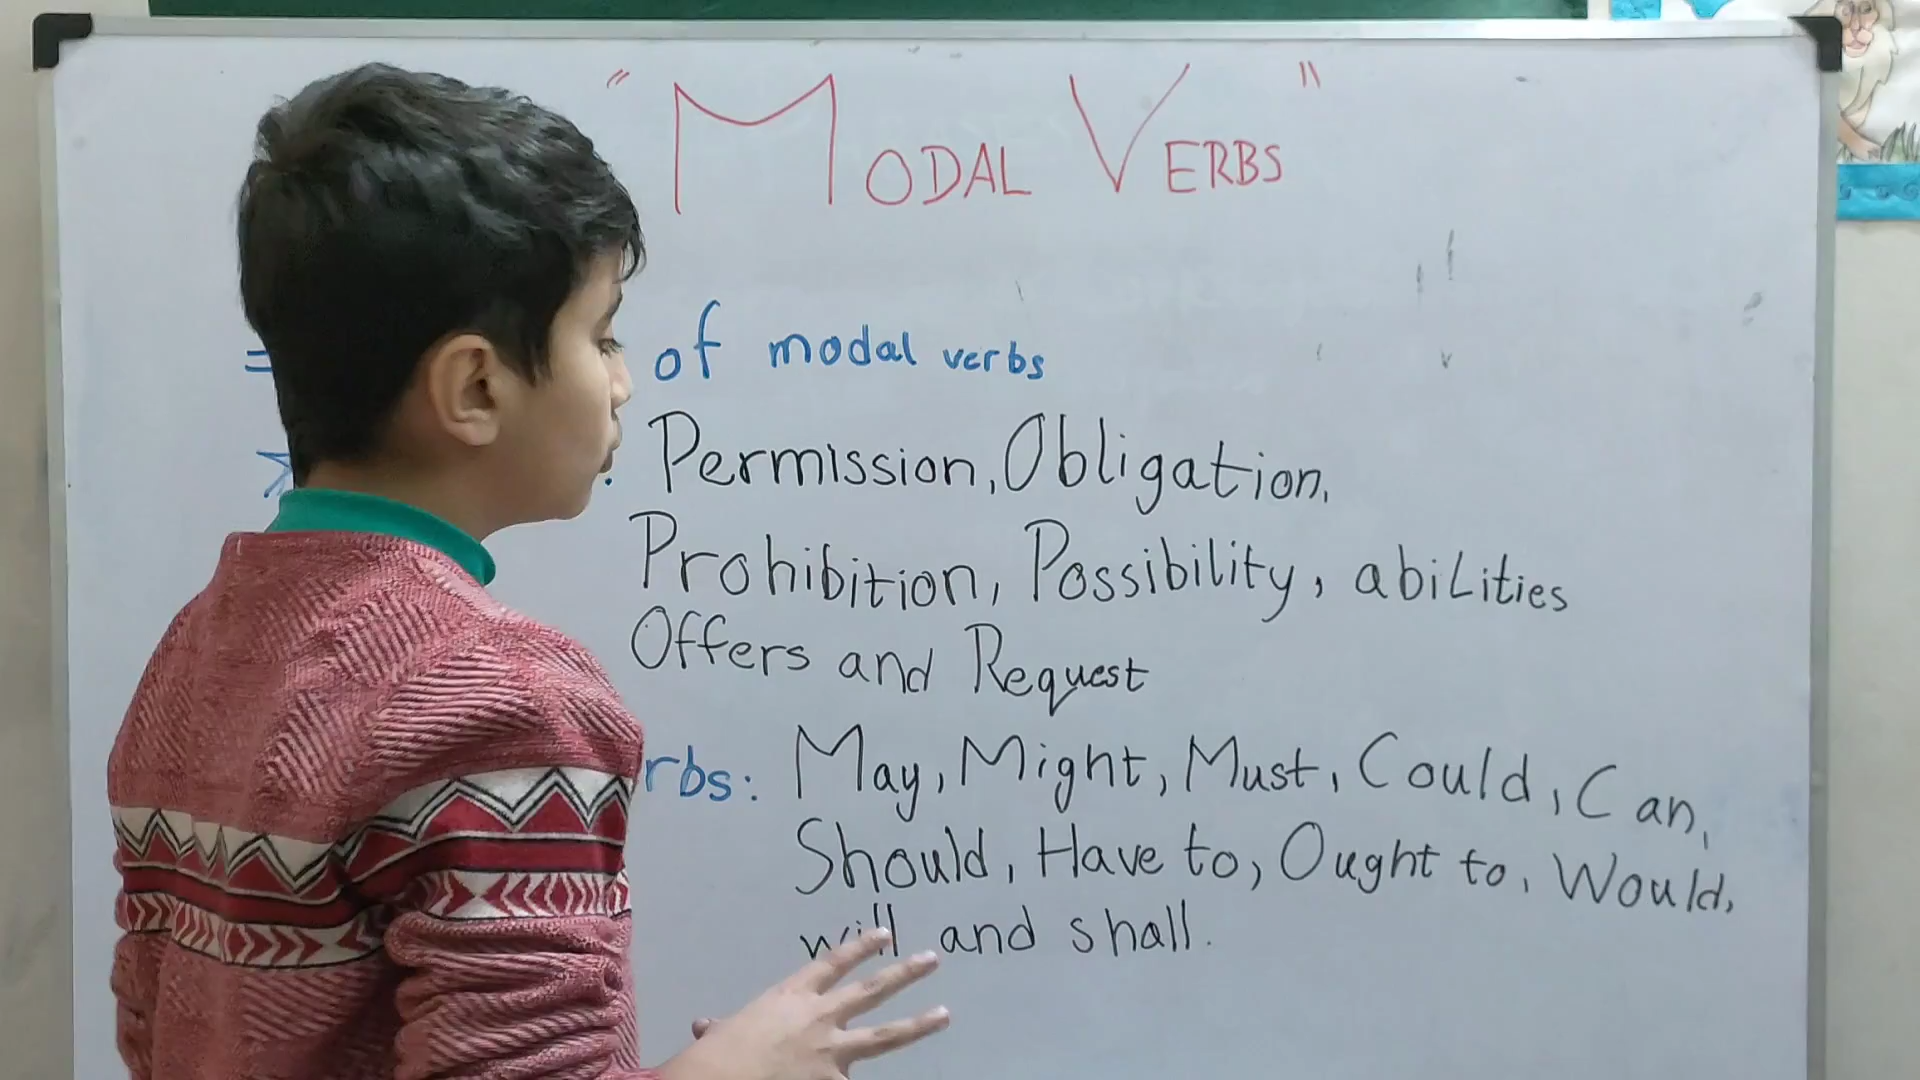 "MODAL VERBS"
= of modal verbs
Permission, Obligation,
Prohibition, Possibility, abiLities
Offers and Request
rbs: May, Might, Must, Could, Can,
Should, Have to, Ought to, Would,
will and shall.